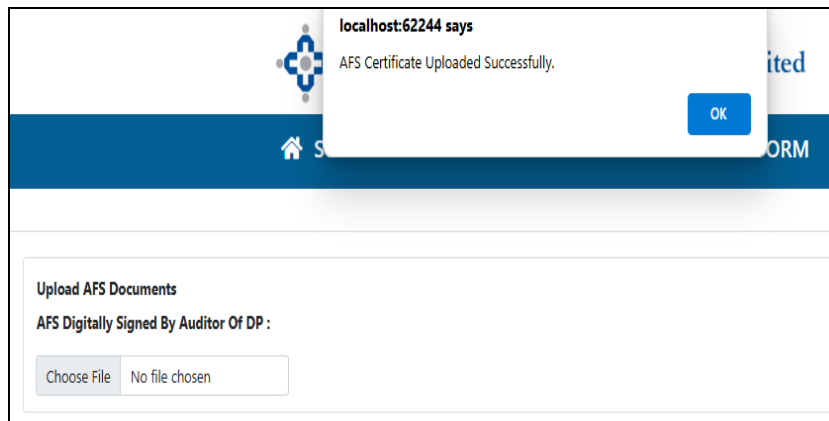 localhost:62244 says
AFS Certificate Uploaded Successfully.
ited
OK
ORM
Upload AFS Documents
AFS Digitally Signed By Auditor Of DP :
Choose File No file chosen